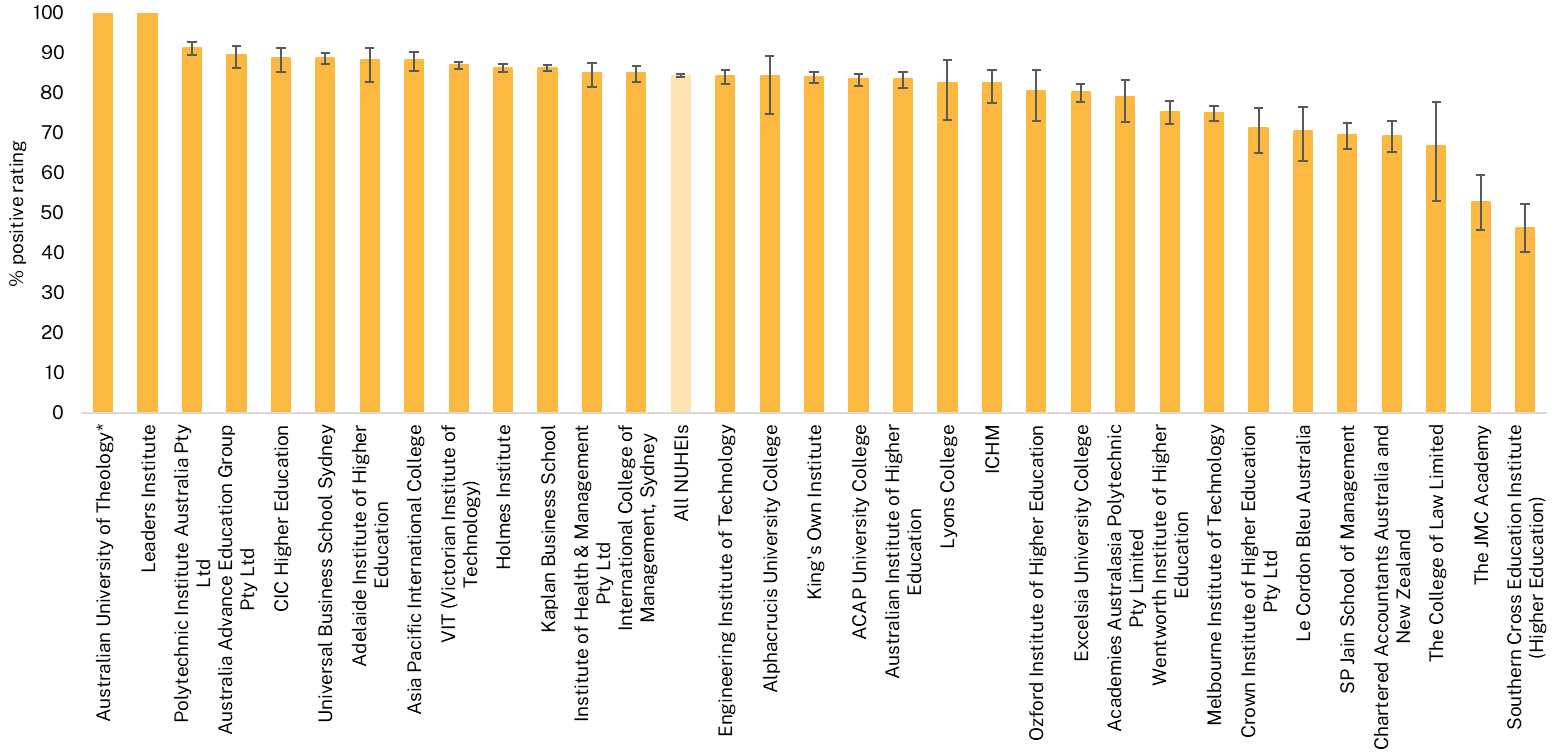 % positive rating
100
90
80
70
60
50
40
30
20
10
0
Australian University of Theology*
Leaders Institute
Polytechnic Institute Australia Pty
Ltd
Australia Advance Education Group
Pty Ltd
CIC Higher Education
Universal Business School Sydney
Adelaide Institute of Higher
Education
Asia Pacific International College
VIT (Victorian Institute of
Technology)
Holmes Institute
Kaplan Business School
Institute of Health & Management
Pty Ltd
International College of
Management, Sydney
All NUHEIs
Engineering Institute of Technology
Alphacrucis University College
King's Own Institute
ACAP University College
Australian Institute of Higher
Education
Lyons College
ICHM
Ozford Institute of Higher Education
Excelsia University College
Academies Australasia Polytechnic
Pty Limited
Wentworth Institute of Higher
Education
Melbourne Institute of Technology
Crown Institute of Higher Education
Pty Ltd
Le Cordon Bleu Australia
SP Jain School of Management
Chartered Accountants Australia and
New Zealand
The College of Law Limited
The JMC Academy
Southern Cross Education Institute
(Higher Education)